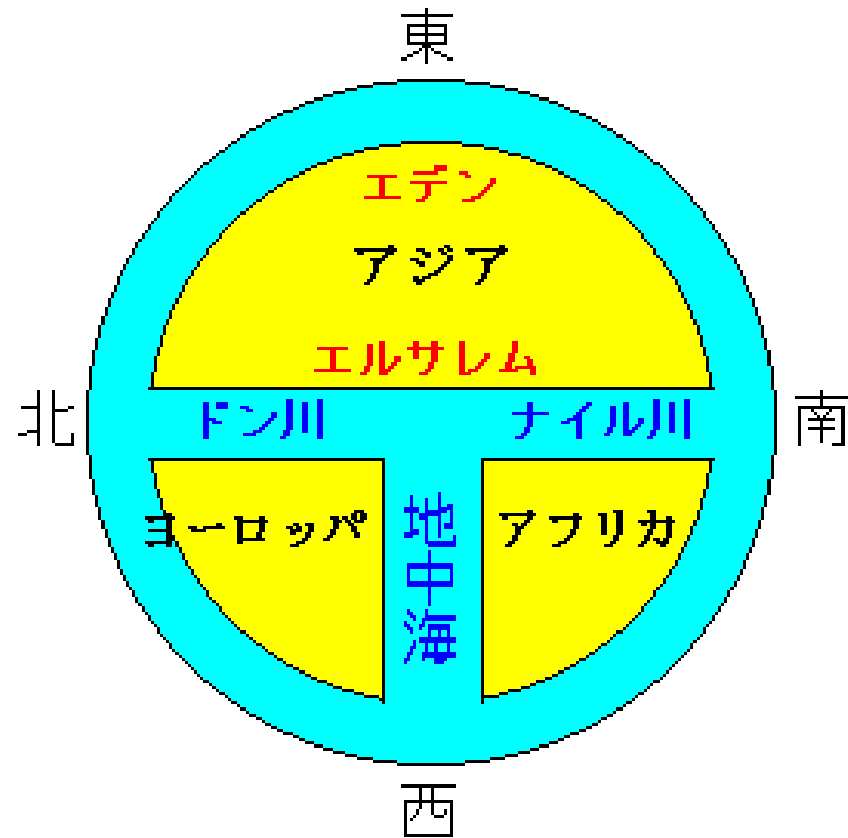 東
エデン
アジア
エルサレム
北
ドン川
ナイル川
南
ヨーロッパ
地中海
アフリカ
西